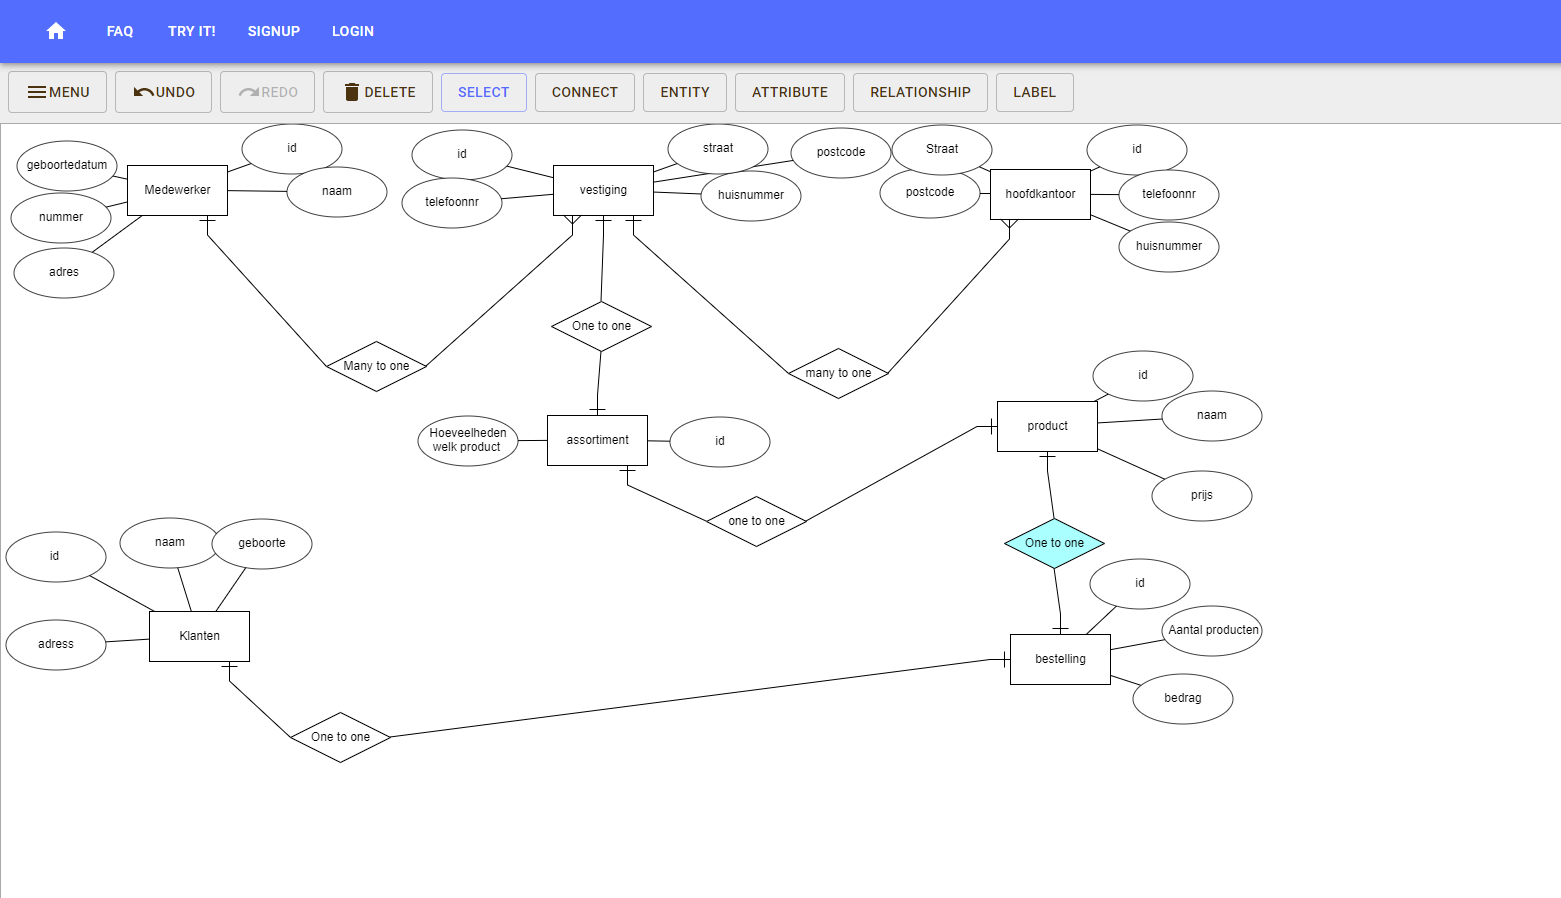 FAQ
TRY IT!
SIGNUP
LOGIN
MENU
UNDO
REDO
DELETE
SELECT
CONNECT
ENTITY
ATTRIBUTE
RELATIONSHIP
LABEL
geboortedatum
id
Medewerker
naam
nummer
adres
id
straat
postcode
vestiging
telefoonnr
huisnummer
Straat
id
postcode
hoofdkantoor
telefoonnr
huisnummer
One to one
Many to one
many to one
id
naam
product
prijs
Hoeveelheden
welk product
assortiment
id
one to one
One to one
id
naam
geboorte
Klanten
adress
id
Aantal producten
bestelling
bedrag
One to one